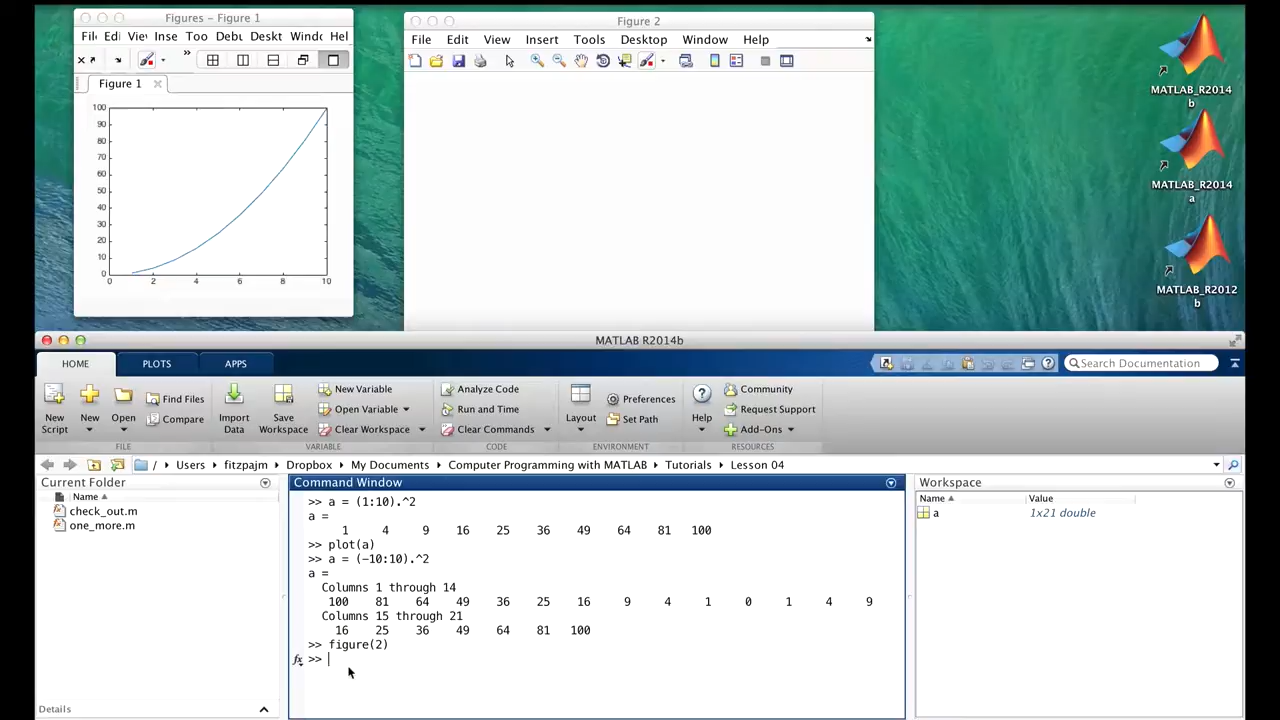 Figures - Figure 1
Inse
Too
Debu
Deskt
Windc
Hel
Figure 1
100
90
80
70
60
50
40
30
20
10
0
0 2 4 6 8 10
Figure 2
File Edit View Insert Tools Desktop Window Help
MATLAB_R2014
b
MATLAB_R2014
a
MATLAB_R2012
b
MATLAB R2014b
HOME PLOTS APPS
Search Documentation
New
Script
New
Open
Find Files
Compare
Import
Data
Save
Workspace
New Variable
Open Variable
Clear Workspace
Analyze Code
Run and Time
Clear Commands
Layout
Preferences
Set Path
Help
Community
Request Support
Add-Ons
FILE VARIABLE CODE ENVIRONMENT RESOURCES
/ Users fitzpajm Dropbox My Documents Computer Programming with MATLAB Tutorials Lesson 04
Current Folder
Name
check_out.m
one_more.m
Details
Command Window
>> a = (1:10).^2
a =
1 4 9 16 25 36 49 64 81 100
>> plot(a)
>> a = (-10:10).^2
a =
Columns 1 through 14
100 81 64 49 36 25 16 9 4 1 0 1 4 9
Columns 15 through 21
16 25 36 49 64 81 100
>> figure(2)
fx >>
Workspace
Name Value
a 1x21 double